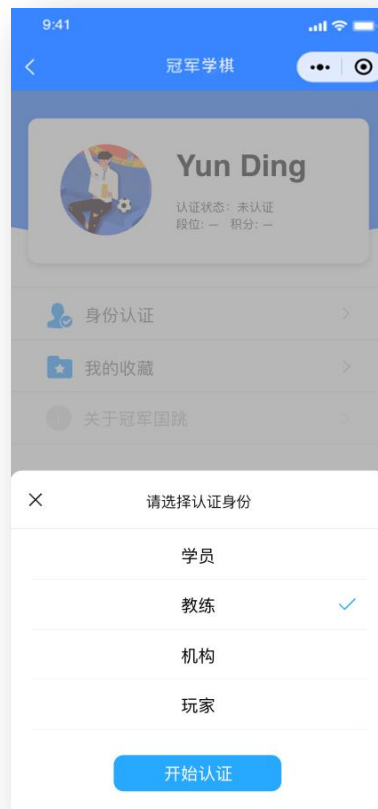 9:41
冠军学棋
Yun Ding
认证状态：未认证
段位：— 积分：—
身份认证
我的收藏
关于冠军国跳
请选择认证身份
学员
教练
机构
玩家
开始认证